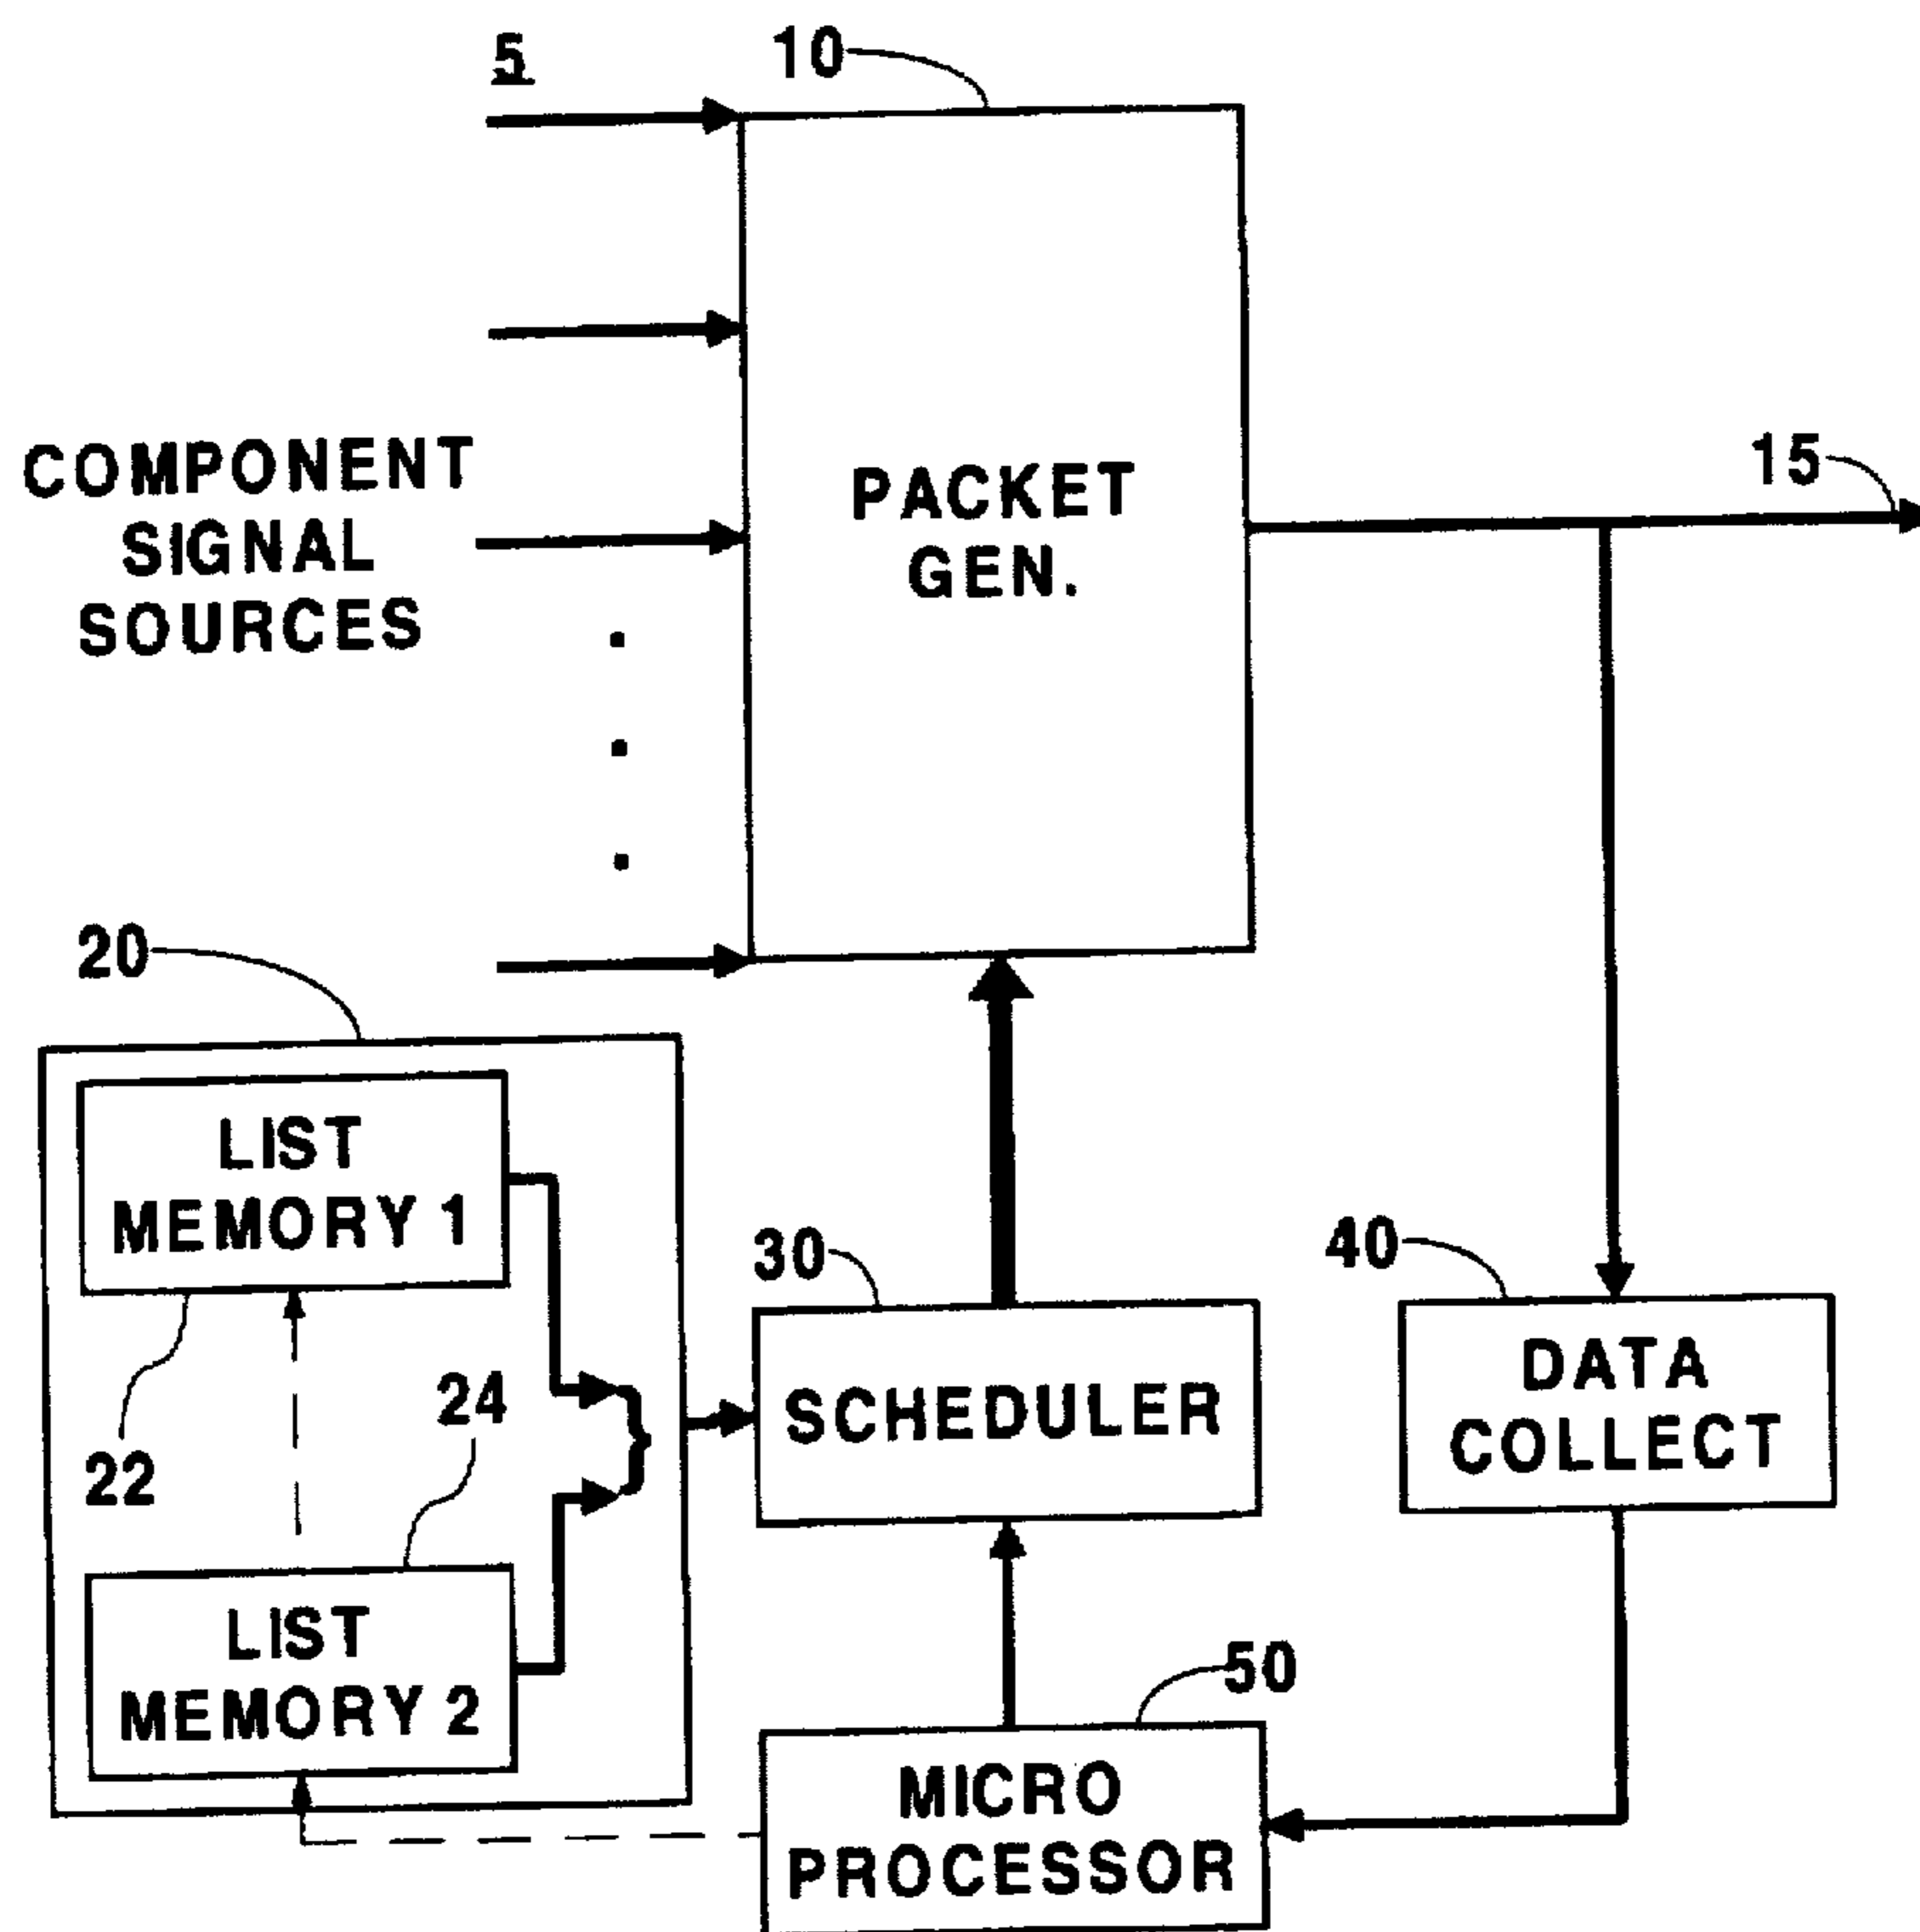 5
10
COMPONENT
SIGNAL
SOURCES
PACKET
GEN.
15
20
LIST
MEMORY 1
22
24
LIST
MEMORY 2
30
SCHEDULER
40
DATA
COLLECT
50
MICRO
PROCESSOR